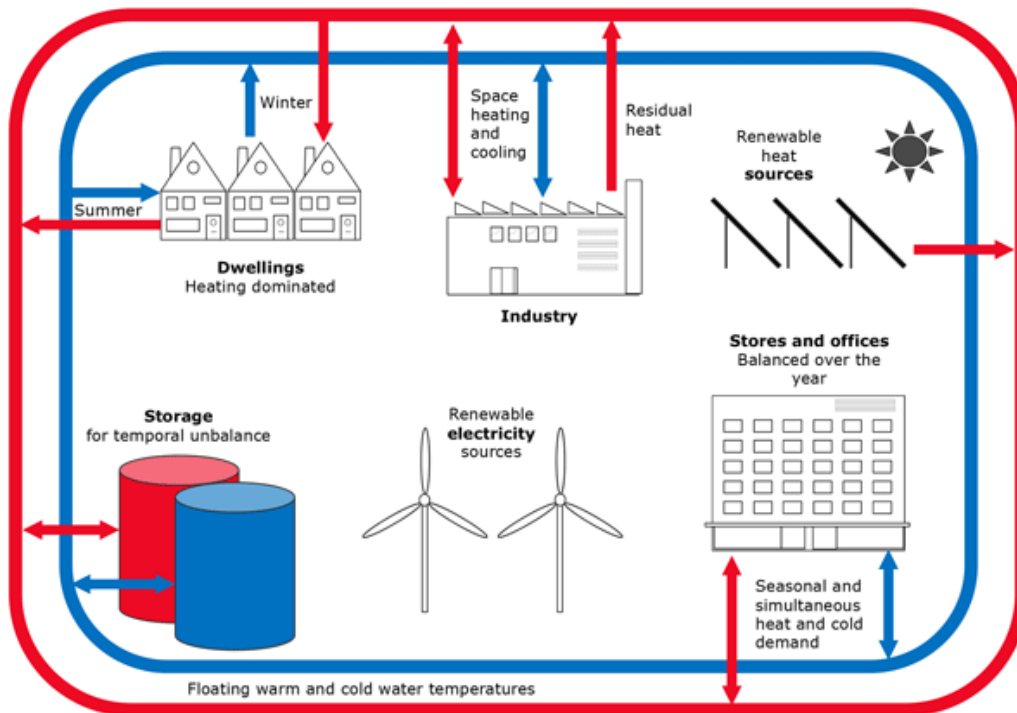 Winter
Summer
Dwellings
Heating dominated
Space
heating
and
cooling
Residual
heat
Industry
Renewable
heat
sources
Stores and offices
Balanced over the
year
Storage
for temporal unbalance
Renewable
electricity
sources
Seasonal and
simultaneous
heat and cold
demand
Floating warm and cold water temperatures